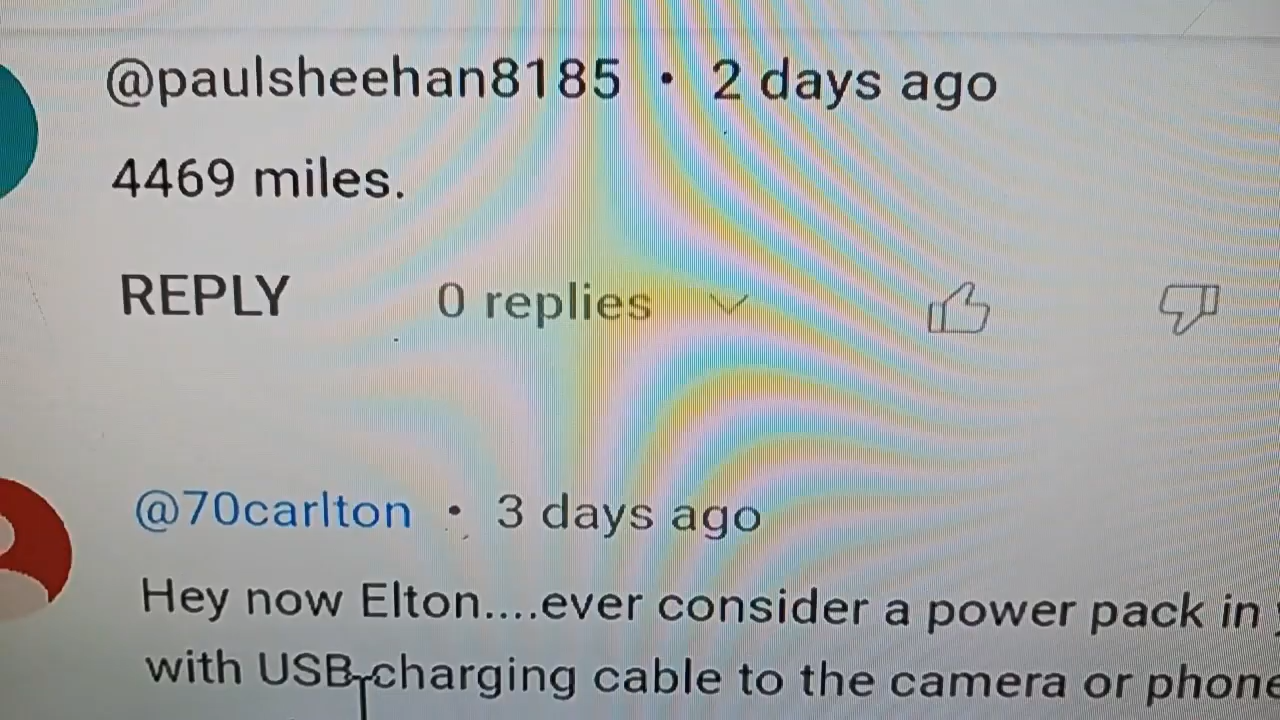 @paulsheehan8185 · 2 days ago
4469 miles.
REPLY 0 replies
@70carlton · 3 days ago
Hey now Elton....ever consider a power pack in
with USB charging cable to the camera or phone